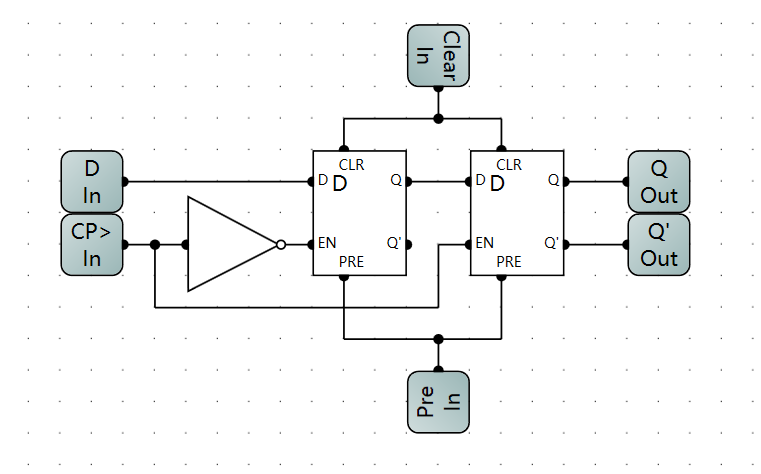 Clear
In
D
In
CP>
In
CLR
D
D
Q
EN
Q'
PRE
CLR
D
D
Q
EN
Q'
PRE
Q
Out
Q'
Out
Pre
In